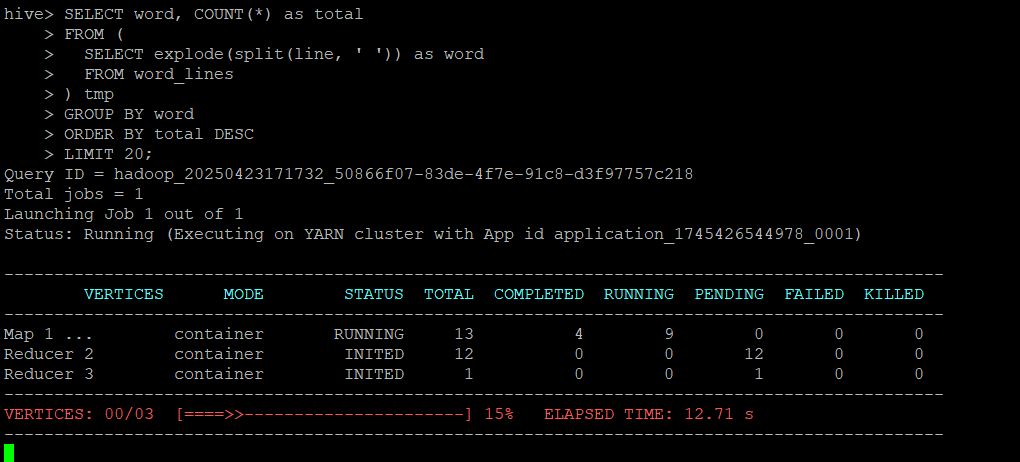 hive> SELECT word, COUNT(*) as total
    > FROM (
    >   SELECT explode(split(line, ' ')) as word
    >   FROM word_lines
    > ) tmp
    > GROUP BY word
    > ORDER BY total DESC
    > LIMIT 20;
Query ID = hadoop_20250423171732_50866f07-83de-4f7e-91c8-d3f97757c218
Total jobs = 1
Launching Job 1 out of 1
Status: Running (Executing on YARN cluster with App id application_1745426544978_0001)
----------------------------------------------------------------------------------------------
        VERTICES      MODE        STATUS  TOTAL  COMPLETED  RUNNING  PENDING  FAILED  KILLED
----------------------------------------------------------------------------------------------
Map 1 ...        container       RUNNING     13          4        9        0       0       0
Reducer 2        container        INITED     12          0        0       12       0       0
Reducer 3        container        INITED      1          0        0        1       0       0
----------------------------------------------------------------------------------------------
VERTICES: 00/03  [====>>----------------------] 15%   ELAPSED TIME: 12.71 s
----------------------------------------------------------------------------------------------